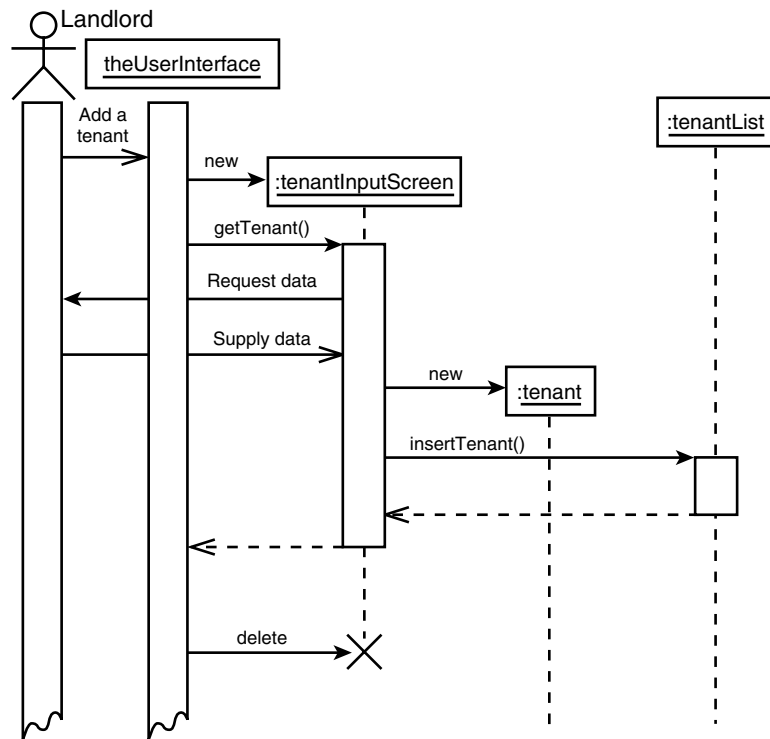 Landlord
theUserInterface
Add a
tenant
:tenantList
new
:tenantInputScreen
getTenant()
Request data
Supply data
new
:tenant
insertTenant()
delete